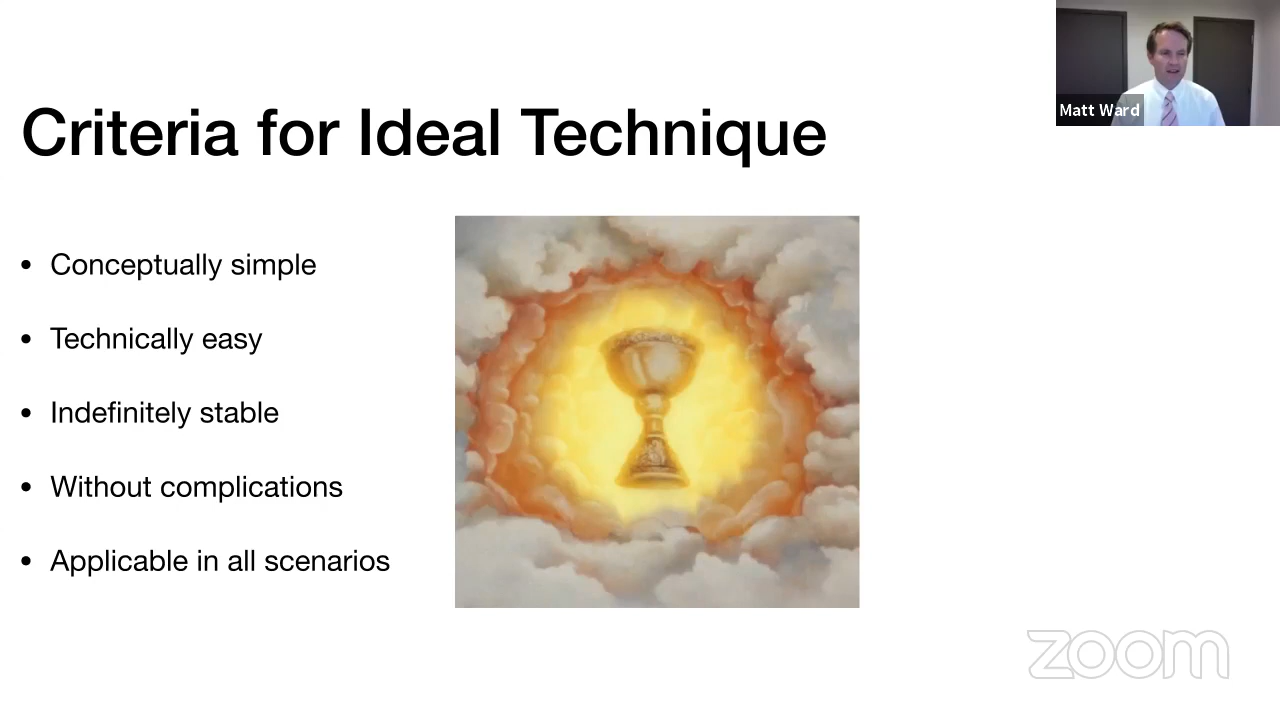 Matt Ward
Criteria for Ideal Technique
• Conceptually simple
• Technically easy
• Indefinitely stable
• Without complications
• Applicable in all scenarios
zoom